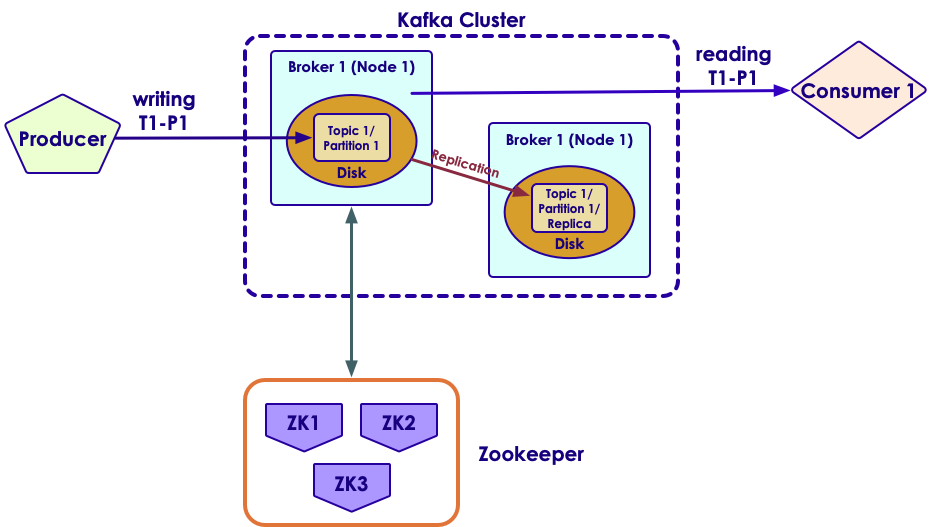 Kafka Cluster
Producer
writing
T1-P1
Broker 1 (Node 1)
Topic 1/
Partition 1
Disk
Replication
Broker 1 (Node 1)
Topic 1/
Partition 1/
Replica
Disk
reading
T1-P1
Consumer 1
ZK1
ZK2
ZK3
Zookeeper